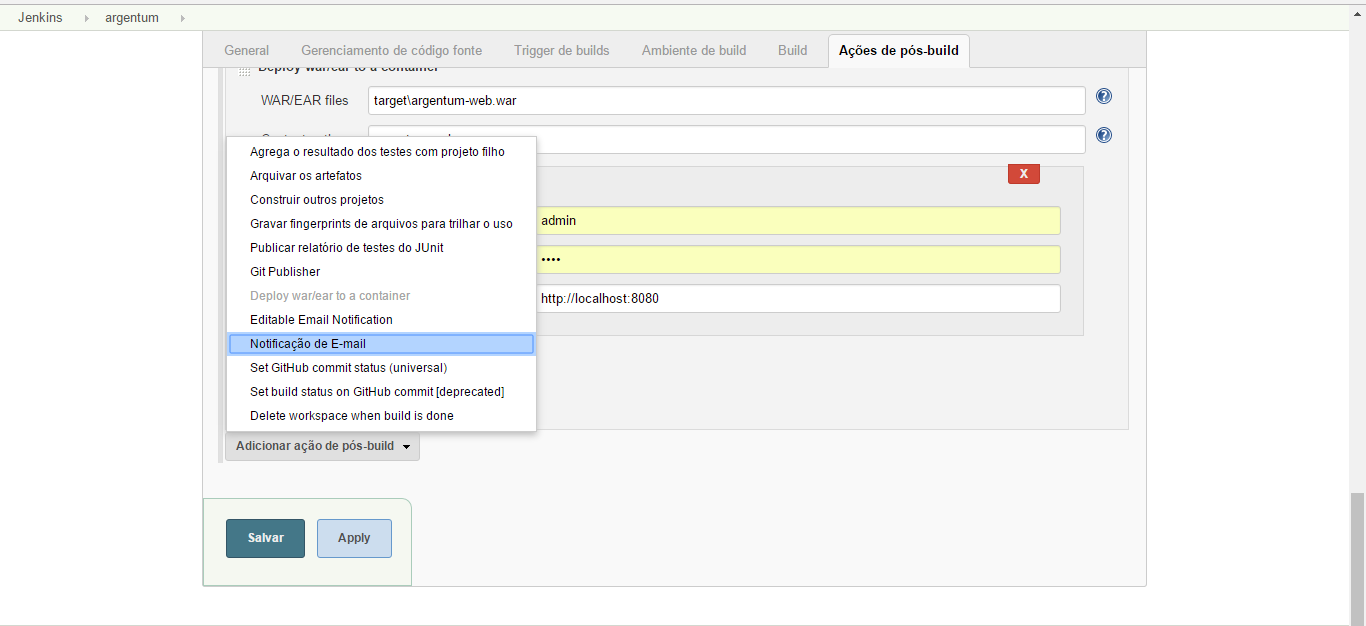 Jenkins argentum
General Gerenciamento de código fonte Trigger de builds Ambiente de build Build Ações de pós-build
Deploy war/ear to a container
WAR/EAR files target\argentum-web.war
Agrega o resultado dos testes com projeto filho
X
Arquivar os artefatos
Construir outros projetos
Gravar fingerprints de arquivos para trilhar o uso
admin
Publicar relatório de testes do JUnit
••••
Git Publisher
Deploy war/ear to a container
http://localhost:8080
Editable Email Notification
Notificação de E-mail
Set GitHub commit status (universal)
Set build status on GitHub commit [deprecated]
Delete workspace when build is done
Adicionar ação de pós-build
Salvar Apply